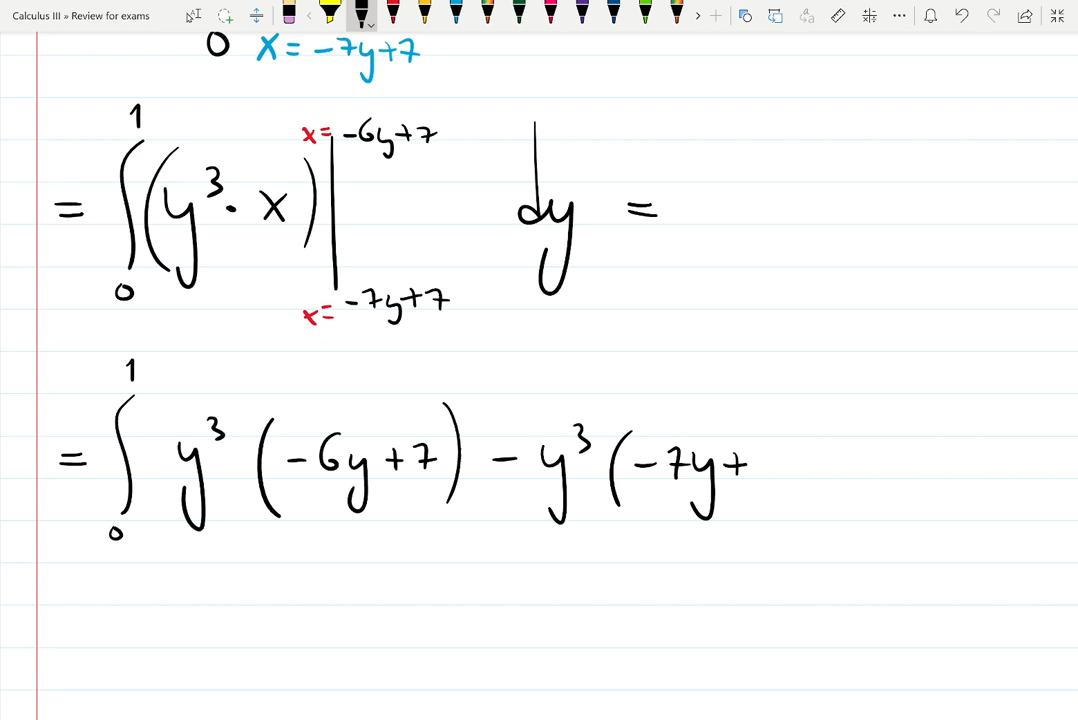 Calculus III » Review for exams
0 x = -7y+7
1 x= -6y+7
= ∫ (y³ · x) | dy =
0 x= -7y+7
1
= ∫ y³ (-6y+7) - y³ (-7y+
0